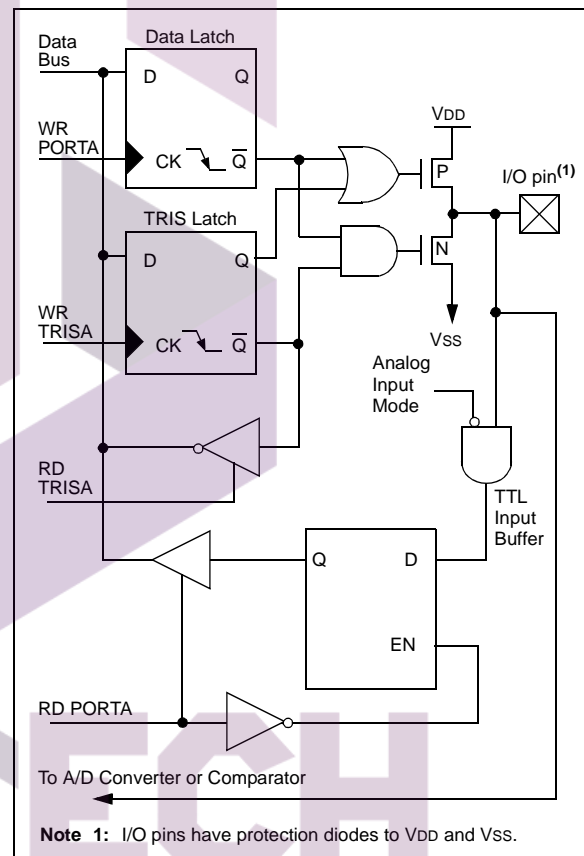 Data Latch
Data
Bus
D
Q
VDD
WR
PORTA
CK
Q
P
I/O pin(1)
TRIS Latch
D
Q
N
WR
TRISA
CK
Q
VSS
Analog
Input
Mode
RD
TRISA
TTL
Input
Buffer
Q
D
EN
RD PORTA
To A/D Converter or Comparator
Note 1: I/O pins have protection diodes to VDD and VSS.
ECH